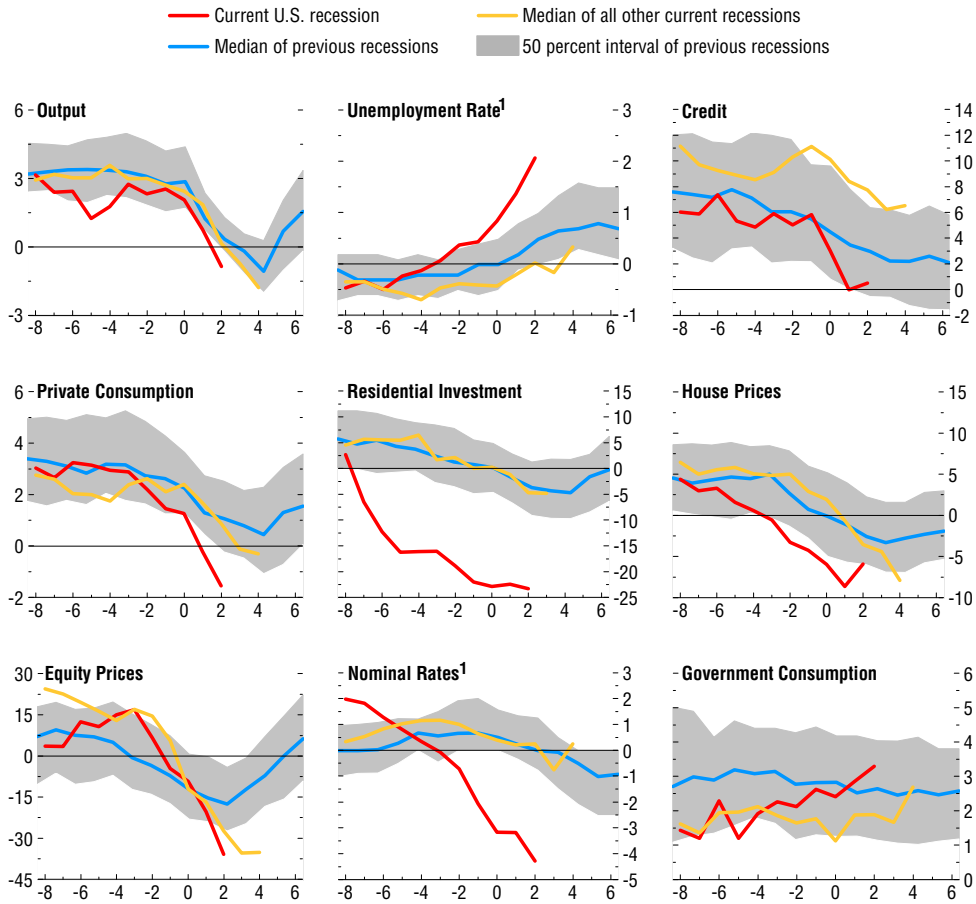 Current U.S. recession
Median of all other current recessions
Median of previous recessions
50 percent interval of previous recessions
Output
6
3
0
-3
-8 -6 -4 -2 0 2 4 6
Unemployment Rate1
3
2
1
0
-1
-8 -6 -4 -2 0 2 4 6
Credit
14
12
10
8
6
4
2
0
-2
-8 -6 -4 -2 0 2 4 6
Private Consumption
6
4
2
0
-2
-8 -6 -4 -2 0 2 4 6
Residential Investment
15
10
5
0
-5
-10
-15
-20
-25
-8 -6 -4 -2 0 2 4 6
House Prices
15
10
5
0
-5
-10
-8 -6 -4 -2 0 2 4 6
Equity Prices
30
15
0
-15
-30
-45
-8 -6 -4 -2 0 2 4 6
Nominal Rates1
3
2
1
0
-1
-2
-3
-4
-5
-8 -6 -4 -2 0 2 4 6
Government Consumption
6
5
4
3
2
1
0
-8 -6 -4 -2 0 2 4 6